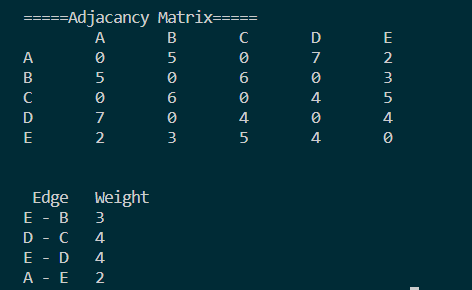 =====Adjacancy Matrix=====
A B C D E
A 0 5 0 7 2
B 5 0 6 0 3
C 0 6 0 4 5
D 7 0 4 0 4
E 2 3 5 4 0
Edge Weight
E - B 3
D - C 4
E - D 4
A - E 2